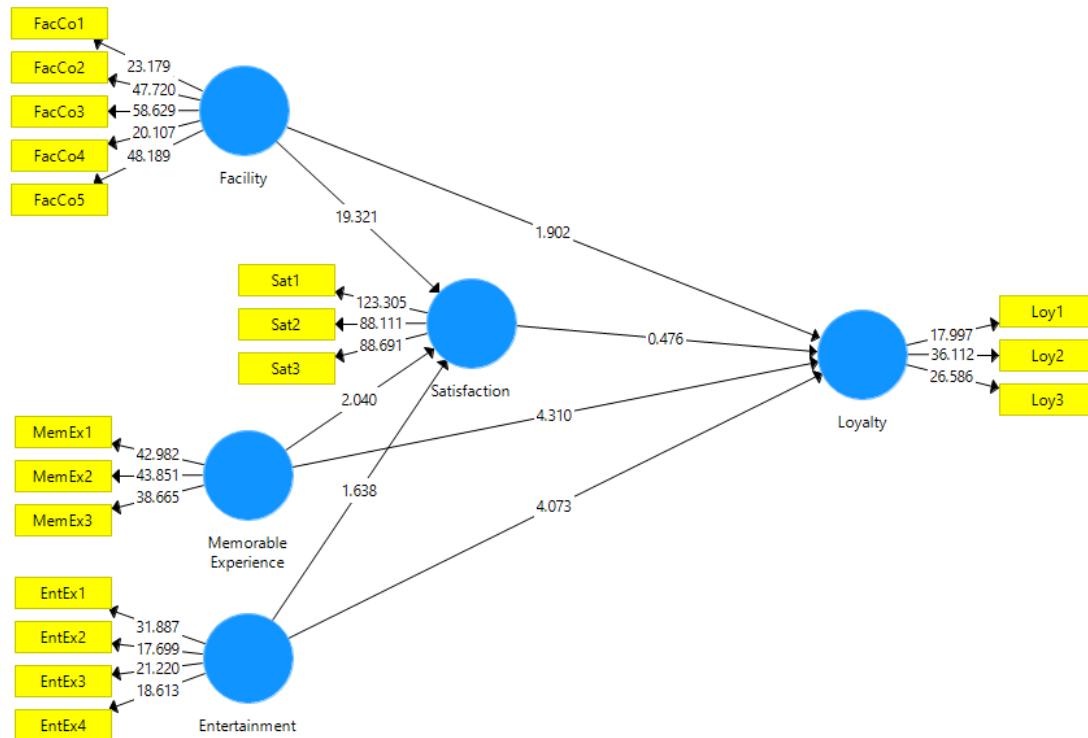 FacCo1
23.179
FacCo2
47.720
FacCo3
58.629
20.107
FacCo4
48.189
FacCo5
Facility
19.321
1.902
Sat1
123.305
Sat2
88.111
88.691
Sat3
Satisfaction
0.476
Loy1
17.997
36.112
Loy2
26.586
Loy3
Loyalty
2.040
4.310
MemEx1
42.982
MemEx2
43.851
38.665
MemEx3
Memorable
Experience
1.638
4.073
EntEx1
31.887
EntEx2
17.699
21.220
EntEx3
18.613
EntEx4
Entertainment